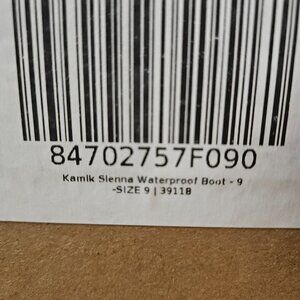 84702757F090
Kamik Sienna Waterproof Boot - 9
-SIZE 9 | 39118